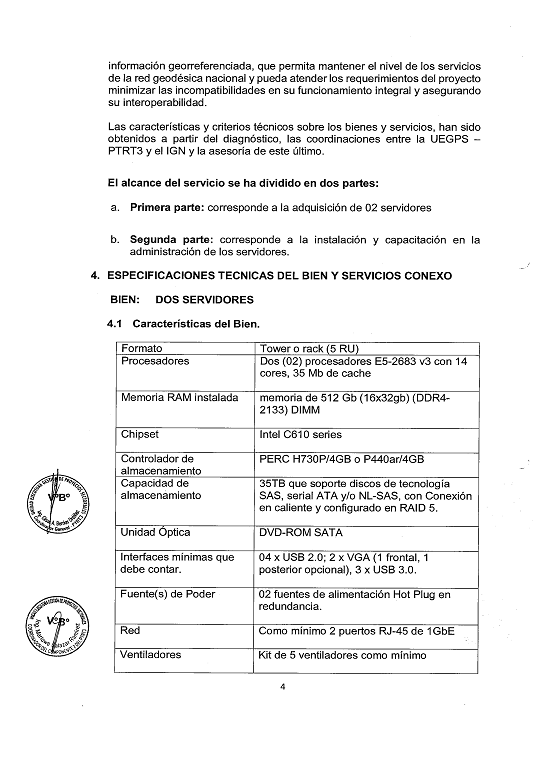 información georreferenciada, que permita mantener el nivel de los servicios
de la red geodésica nacional y pueda atender los requerimientos del proyecto
minimizar las incompatibilidades en su funcionamiento integral y asegurando
su interoperabilidad.
Las características y criterios técnicos sobre los bienes y servicios, han sido
obtenidos a partir del diagnóstico, las coordinaciones entre la UEGPS –
PTRT3 y el IGN y la asesoría de este último.
El alcance del servicio se ha dividido en dos partes:
a. Primera parte: corresponde a la adquisición de 02 servidores
b. Segunda parte: corresponde a la instalación y capacitación en la
administración de los servidores.
4. ESPECIFICACIONES TECNICAS DEL BIEN Y SERVICIOS CONEXO
BIEN: DOS SERVIDORES
4.1 Características del Bien.
Formato Tower o rack (5 RU)
Procesadores Dos (02) procesadores E5-2683 v3 con 14
cores, 35 Mb de cache
Memoria RAM instalada memoria de 512 Gb (16x32gb) (DDR4-
2133) DIMM
Chipset Intel C610 series
Controlador de PERC H730P/4GB o P440ar/4GB
almacenamiento
Capacidad de 35TB que soporte discos de tecnología
almacenamiento SAS, serial ATA y/o NL-SAS, con Conexión
en caliente y configurado en RAID 5.
Unidad Óptica DVD-ROM SATA
Interfaces mínimas que 04 x USB 2.0; 2 x VGA (1 frontal, 1
debe contar. posterior opcional), 3 x USB 3.0.
Fuente(s) de Poder 02 fuentes de alimentación Hot Plug en
redundancia.
Red Como mínimo 2 puertos RJ-45 de 1GbE
Ventiladores Kit de 5 ventiladores como mínimo
VºBº
VºBº
4